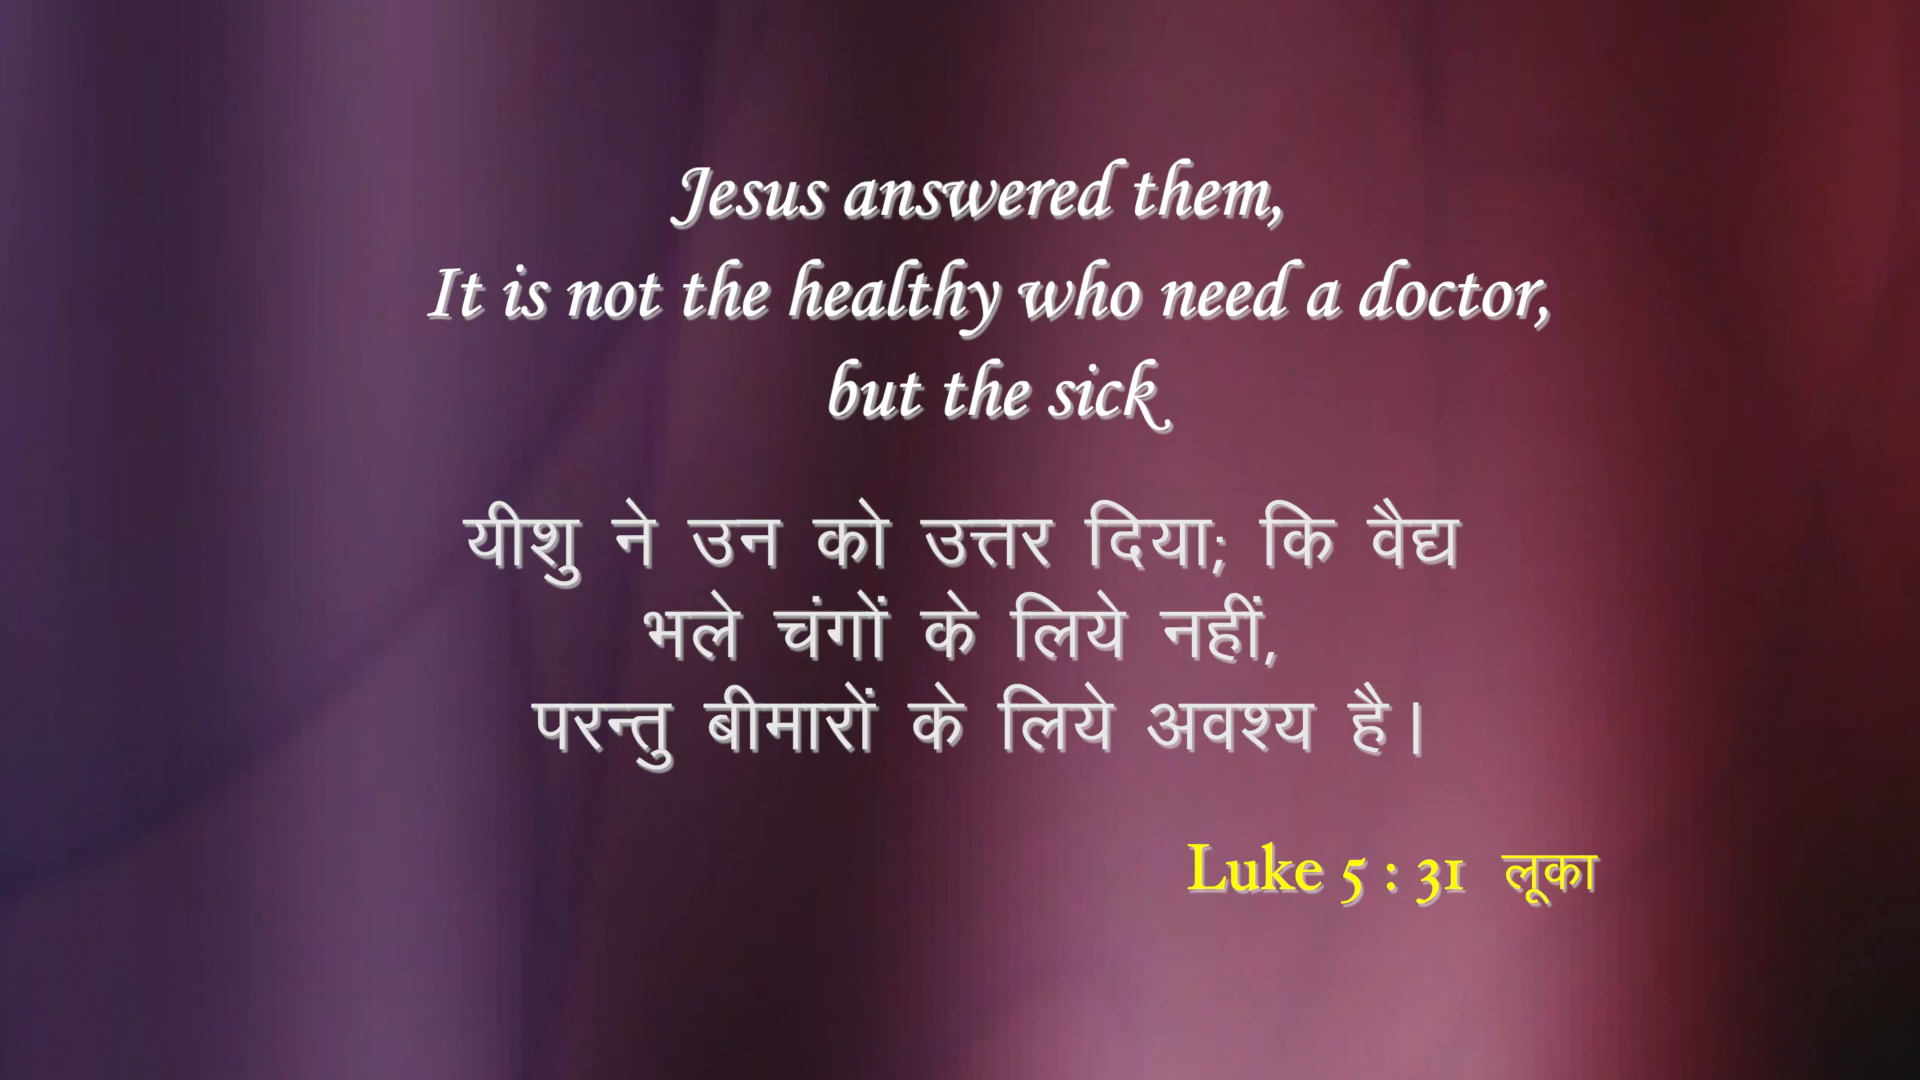 Jesus answered them,
It is not the healthy who need a doctor,
but the sick
यीशु ने उन को उत्तर दिया; कि वैद्य
भले चंगों के लिये नहीं,
परन्तु बीमारों के लिये अवश्य है।
Luke 5 : 31 लूका